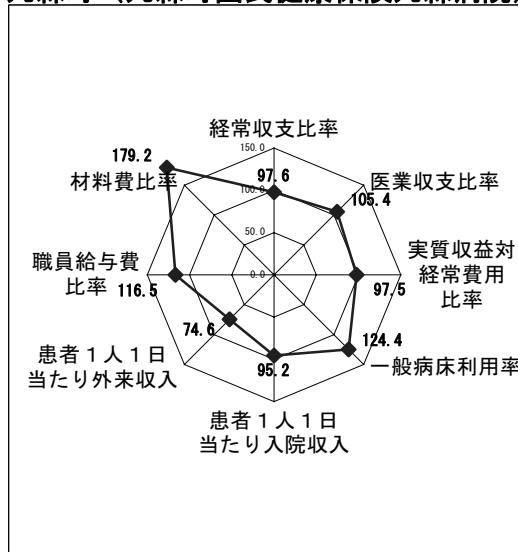 経常収支比率
150.0
179.2
97.6
100.0
材料費比率
医業収支比率
105.4
50.0
職員給与費
比率
116.5
0.0
実質収益対
経常費用
比率
97.5
74.6
124.4
患者１人１日
当たり外来収入
95.2
一般病床利用率
患者１人１日
当たり入院収入